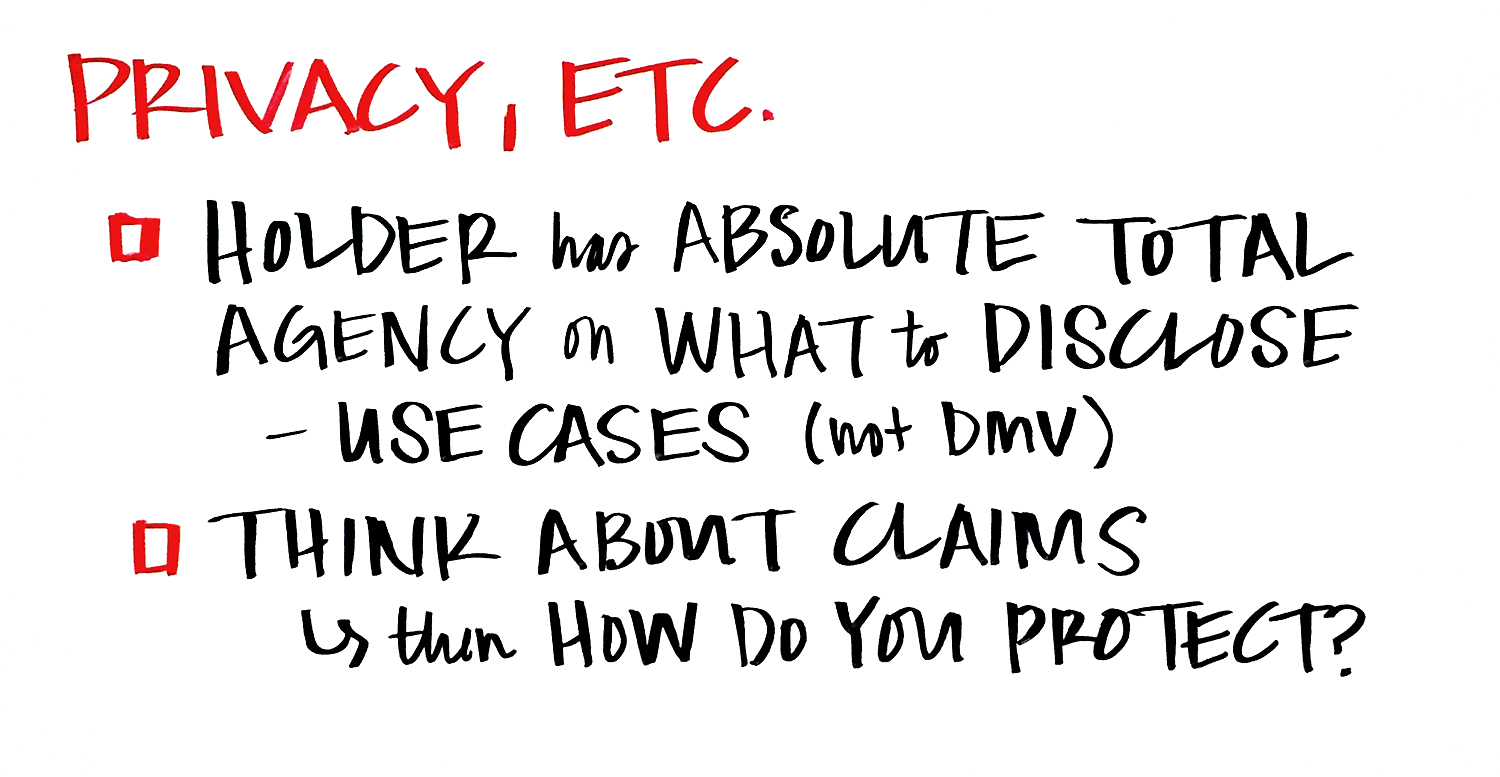 PRIVACY, ETC.
HOLDER has ABSOLUTE TOTAL
AGENCY on WHAT to DISCLOSE
- USE CASES (not DMV)
THINK ABOUT CLAIMS
↳ then HOW DO YOU PROTECT?